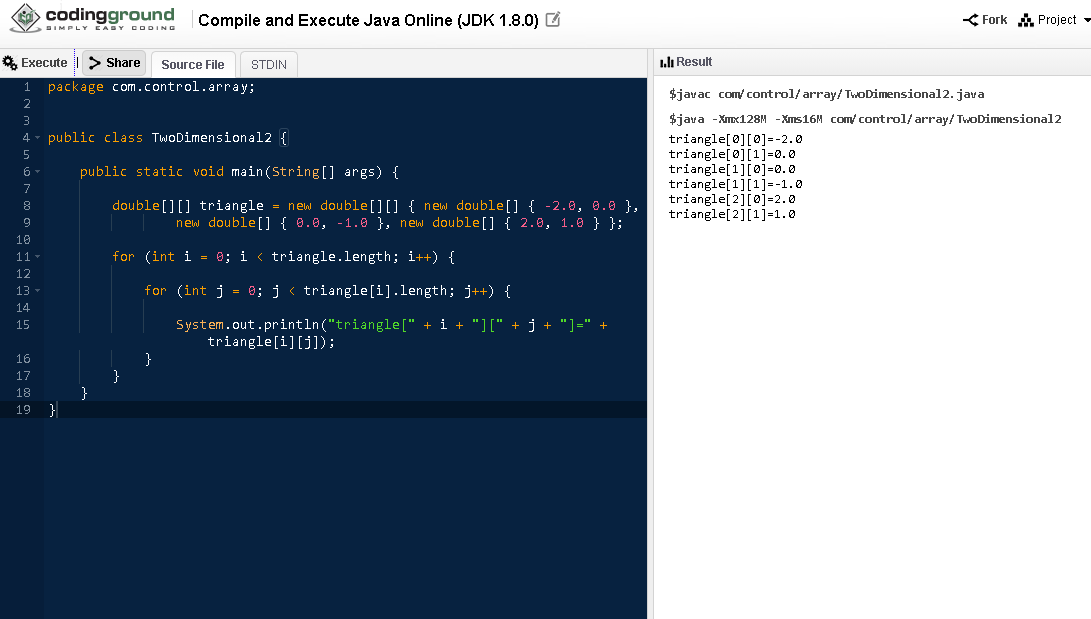 codingground
SIMPLY EASY CODING
Compile and Execute Java Online (JDK 1.8.0)
Fork
Project
Execute
Share
Source File
STDIN
1 package com.control.array;
2
3
4 public class TwoDimensional2 {
5
6 public static void main(String[] args) {
7
8 double[][] triangle = new double[][] { new double[] { -2.0, 0.0 },
9 new double[] { 0.0, -1.0 }, new double[] { 2.0, 1.0 } };
10
11 for (int i = 0; i < triangle.length; i++) {
12
13 for (int j = 0; j < triangle[i].length; j++) {
14
15 System.out.println("triangle[" + i + "][" + j + "]=" +
triangle[i][j]);
16 }
17 }
18 }
19 }
Result
$javac com/control/array/TwoDimensional2.java
$java -Xmx128M -Xms16M com/control/array/TwoDimensional2
triangle[0][0]=-2.0
triangle[0][1]=0.0
triangle[1][0]=0.0
triangle[1][1]=-1.0
triangle[2][0]=2.0
triangle[2][1]=1.0